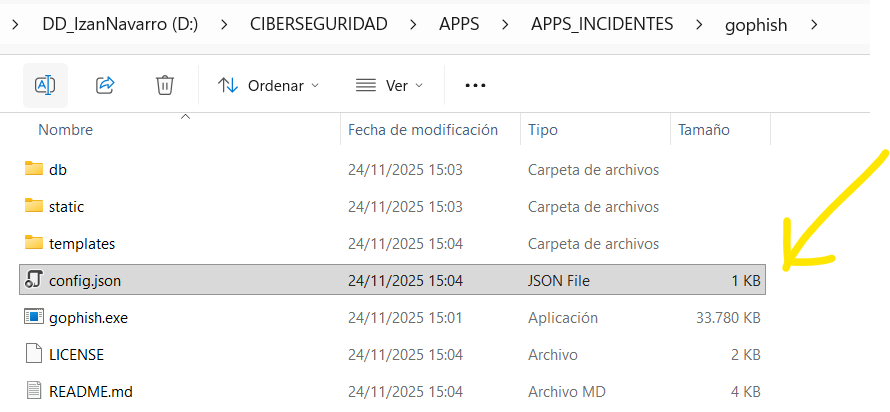 DD_IzanNavarro (D:) > CIBERSEGURIDAD > APPS > APPS_INCIDENTES > gophish >
Ordenar Ver ...
Nombre Fecha de modificación Tipo Tamaño
db 24/11/2025 15:03 Carpeta de archivos
static 24/11/2025 15:03 Carpeta de archivos
templates 24/11/2025 15:04 Carpeta de archivos
config.json 24/11/2025 15:04 JSON File 1 KB
gophish.exe 24/11/2025 15:01 Aplicación 33.780 KB
LICENSE 24/11/2025 15:04 Archivo 2 KB
README.md 24/11/2025 15:04 Archivo MD 4 KB